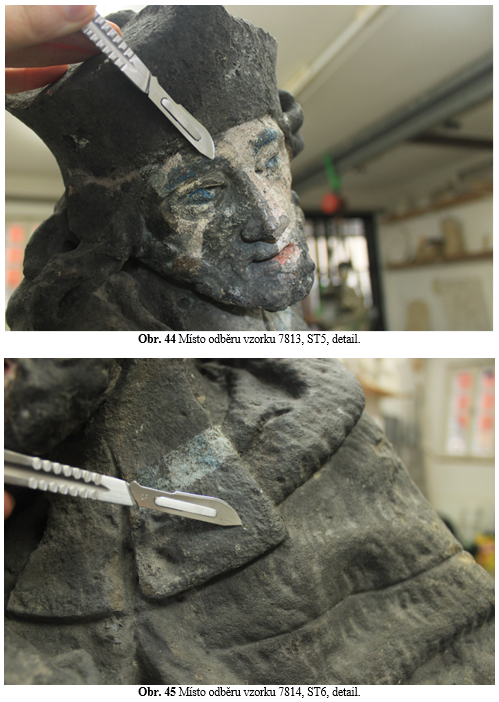 Obr. 44 Místo odběru vzorku 7813, ST5, detail.
Obr. 45 Místo odběru vzorku 7814, ST6, detail.